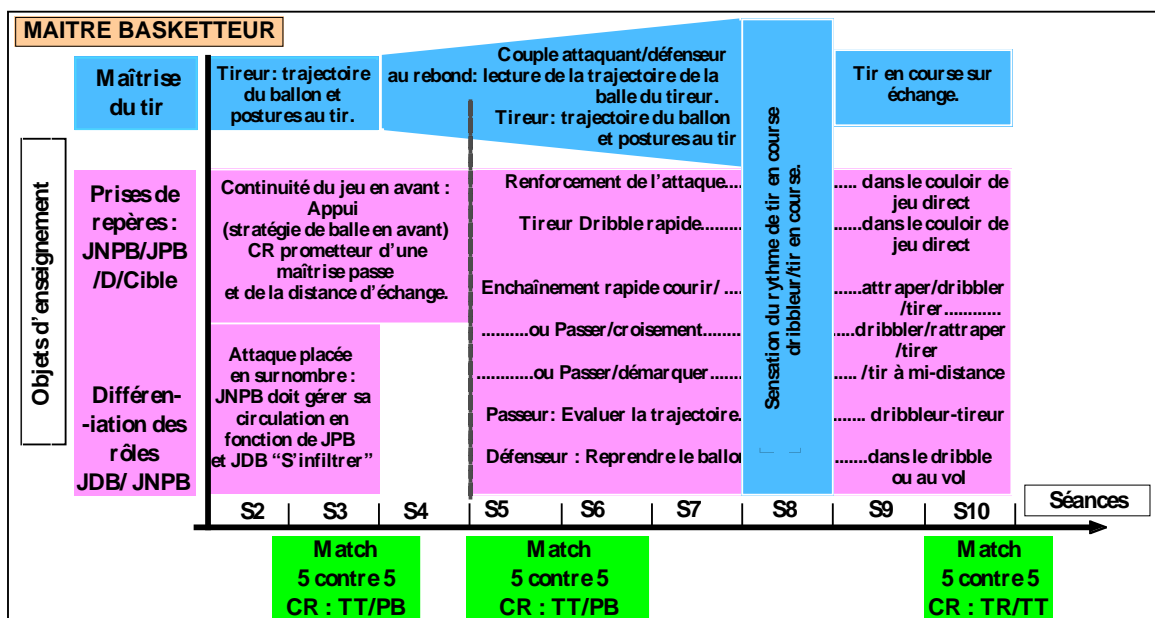 MAITRE BASKETTEUR
Maîtrise
du tir
Tireur: trajectoire
du ballon et
postures au tir.
Couple attaquant/défenseur
au rebond: lecture de la trajectoire de la
balle du tireur.
Tireur: trajectoire du ballon
et postures au tir
Tir en course sur
échange.
Objets d'enseignement
Prises de
repères :
JNPB/JPB
/D/Cible
Différen-
-iation des
rôles
JDB/ JNPB
Continuité du jeu en avant :
Appui
(stratégie de balle en avant)
CR prometteur d'une
maîtrise passe
et de la distance d'échange.
Attaque placée
en surnombre :
JNPB doit gérer sa
circulation en
fonction de JPB
et JDB “S'infiltrer”
Renforcement de l'attaque.....
Tireur Dribble rapide.........
Enchaînement rapide courir/ ...
..........ou Passer/croisement......
...........ou Passer/démarquer......
Passeur: Evaluer la trajectoire..
Défenseur : Reprendre le ballon
Sensation du rythme de tir en course
dribbleur/tir en course.
..... dans le couloir de
jeu direct
.....dans le couloir de
jeu direct
......attraper/dribbler
/tirer............
......dribbler/rattraper
/tirer
...../tir à mi-distance
....... dribbleur-tireur
........dans le dribble
ou au vol
S2 S3 S4 S5 S6 S7 S8 S9 S10
Séances
Match
5 contre 5
CR : TT/PB
Match
5 contre 5
CR : TT/PB
Match
5 contre 5
CR : TR/TT